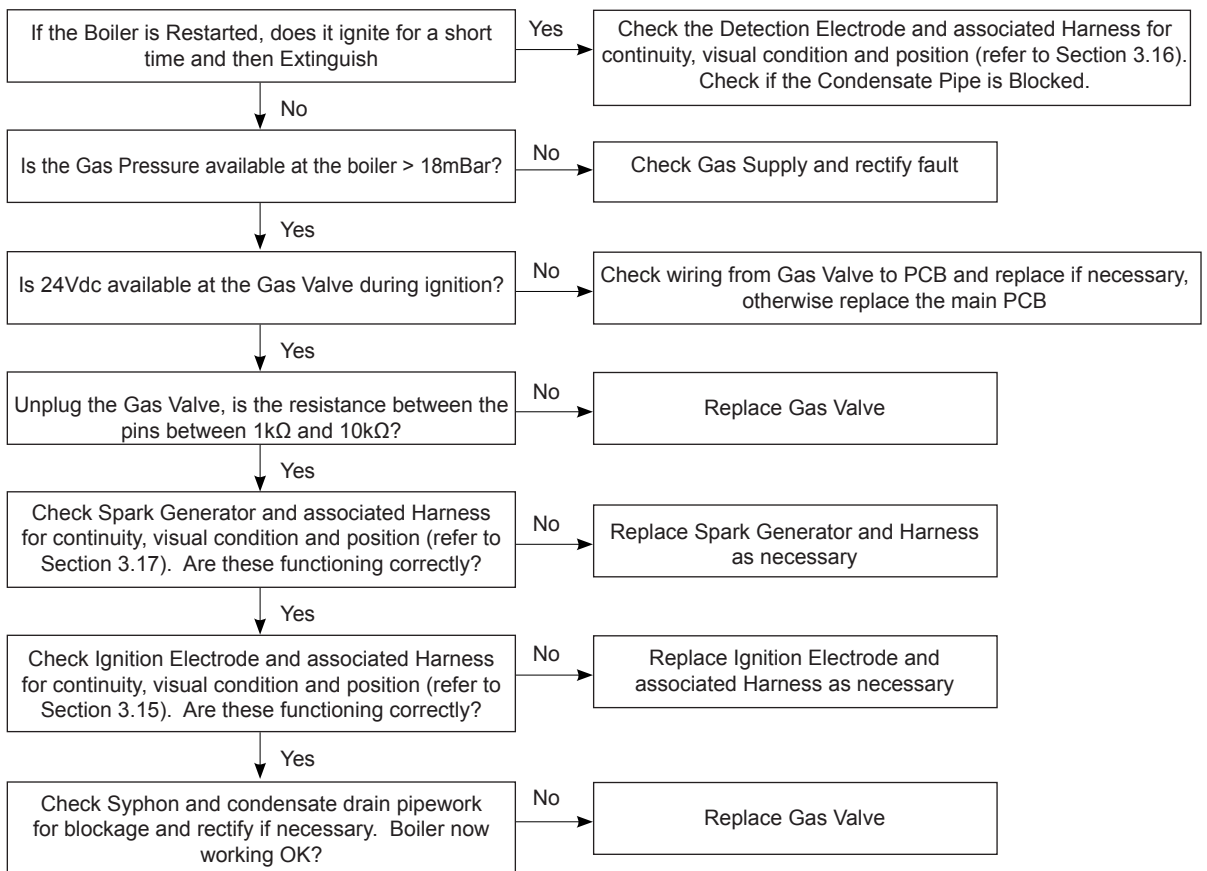 If the Boiler is Restarted, does it ignite for a short
time and then Extinguish
Yes
Check the Detection Electrode and associated Harness for
continuity, visual condition and position (refer to Section 3.16).
Check if the Condensate Pipe is Blocked.
No
Is the Gas Pressure available at the boiler > 18mBar?
No
Check Gas Supply and rectify fault
Yes
Is 24Vdc available at the Gas Valve during ignition?
No
Check wiring from Gas Valve to PCB and replace if necessary,
otherwise replace the main PCB
Yes
Unplug the Gas Valve, is the resistance between the
pins between 1kΩ and 10kΩ?
No
Replace Gas Valve
Yes
Check Spark Generator and associated Harness
for continuity, visual condition and position (refer to
Section 3.17).  Are these functioning correctly?
No
Replace Spark Generator and Harness
as necessary
Yes
Check Ignition Electrode and associated Harness
for continuity, visual condition and position (refer to
Section 3.15).  Are these functioning correctly?
No
Replace Ignition Electrode and
associated Harness as necessary
Yes
Check Syphon and condensate drain pipework
for blockage and rectify if necessary.  Boiler now
working OK?
No
Replace Gas Valve